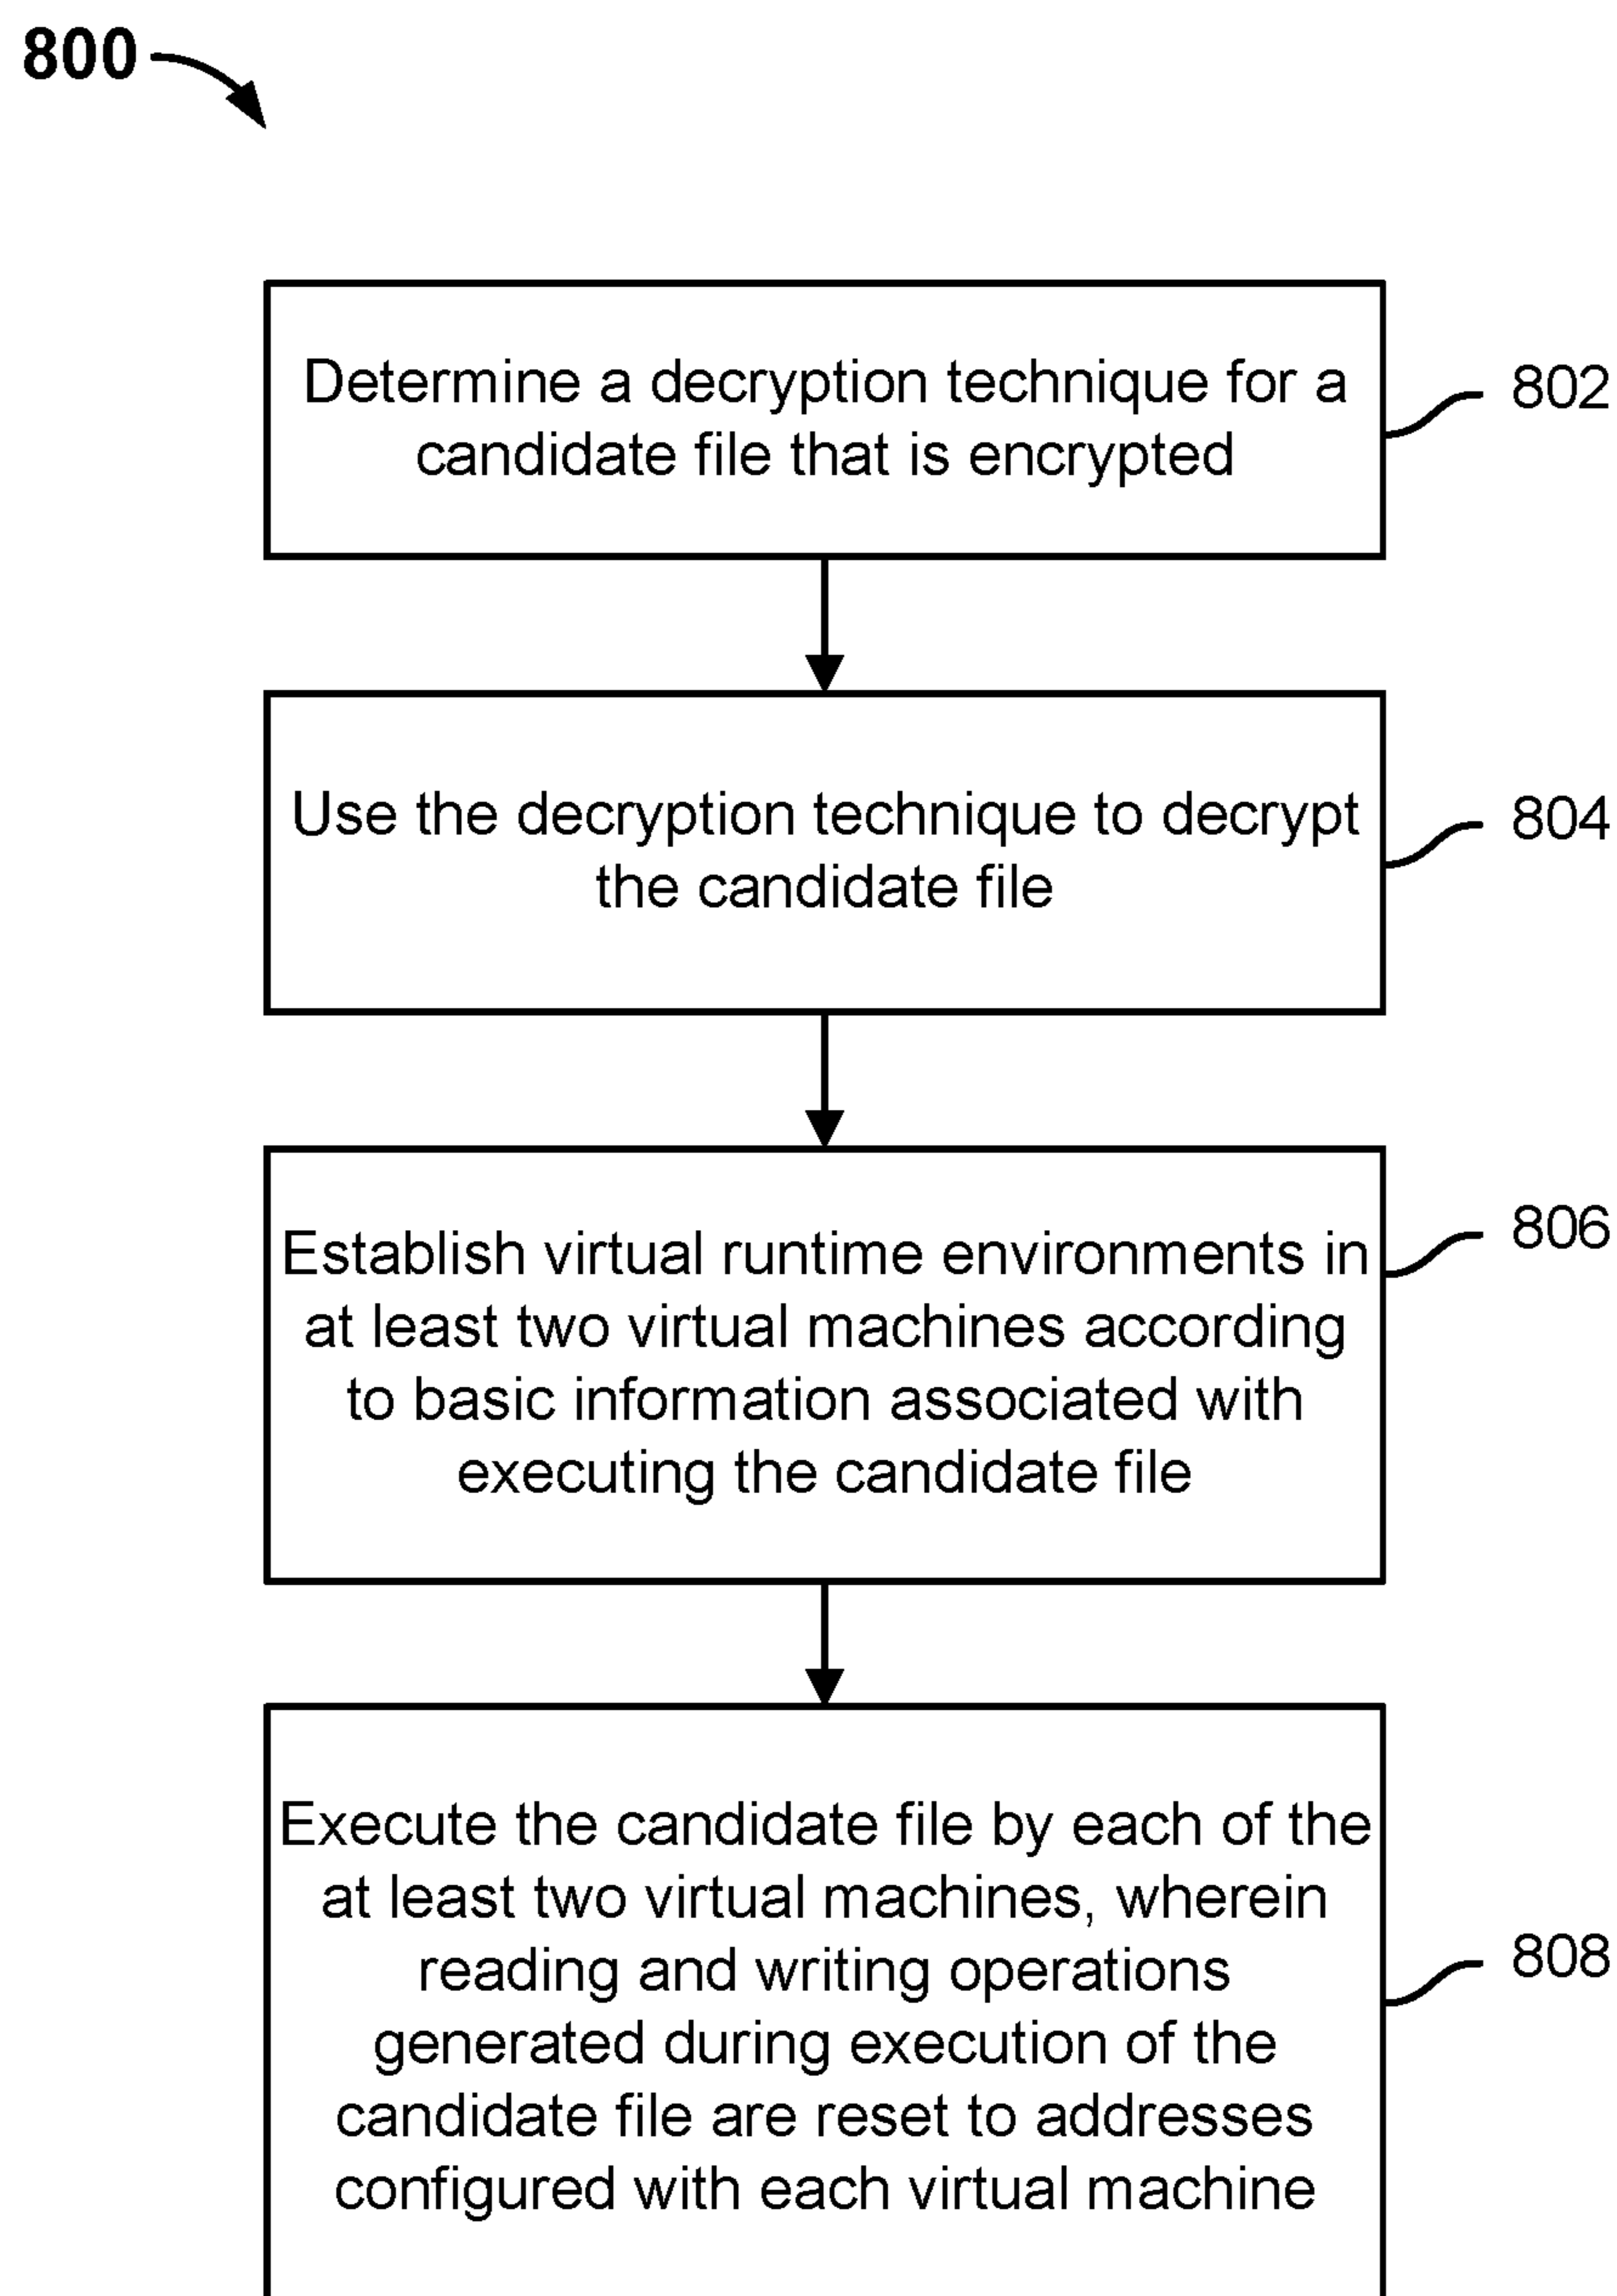 800
Determine a decryption technique for a
candidate file that is encrypted
802
Use the decryption technique to decrypt
the candidate file
804
Establish virtual runtime environments in
at least two virtual machines according
to basic information associated with
executing the candidate file
806
Execute the candidate file by each of the
at least two virtual machines, wherein
reading and writing operations
generated during execution of the
candidate file are reset to addresses
configured with each virtual machine
808